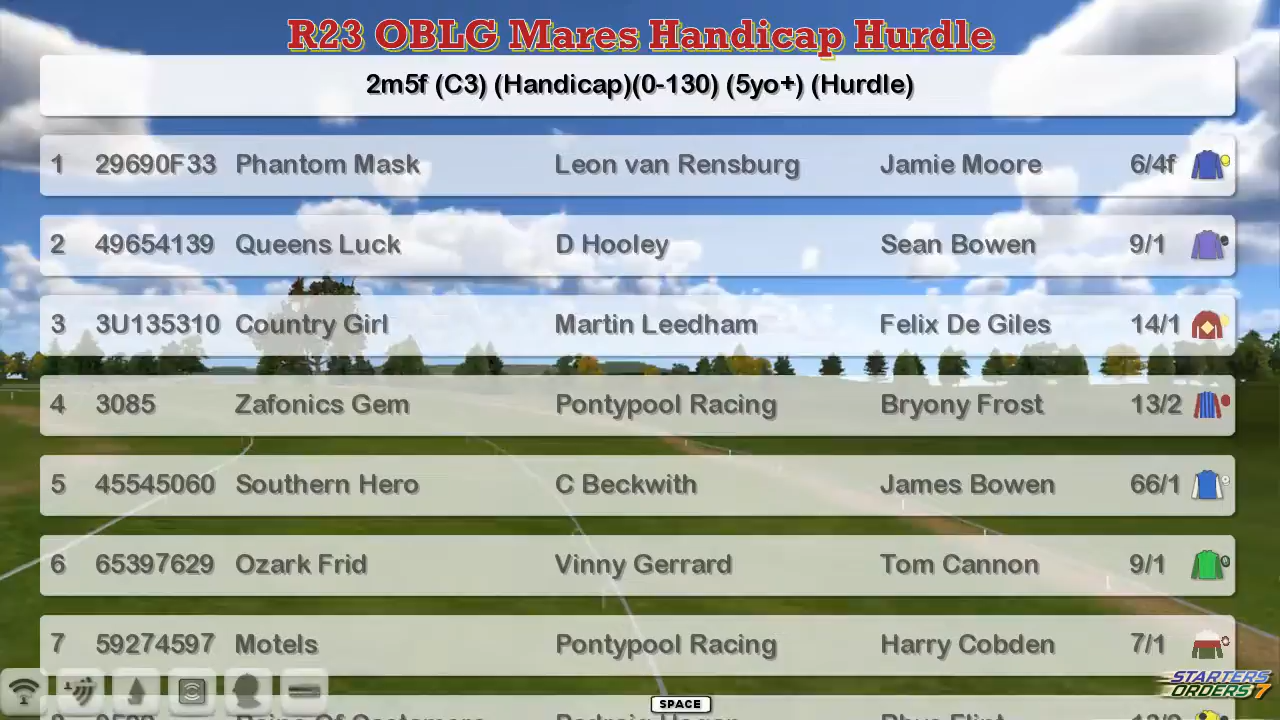 R23 OBLG Mares Handicap Hurdle
2m5f (C3) (Handicap)(0-130) (5yo+) (Hurdle)
1 29690F33 Phantom Mask Leon van Rensburg Jamie Moore 6/4f
2 49654139 Queens Luck D Hooley Sean Bowen 9/1
3 3U135310 Country Girl Martin Leedham Felix De Giles 14/1
4 3085 Zafonics Gem Pontypool Racing Bryony Frost 13/2
5 45545060 Southern Hero C Beckwith James Bowen 66/1
6 65397629 Ozark Frid Vinny Gerrard Tom Cannon 9/1
7 59274597 Motels Pontypool Racing Harry Cobden 7/1
STARTERS
ORDERS 7
SPACE